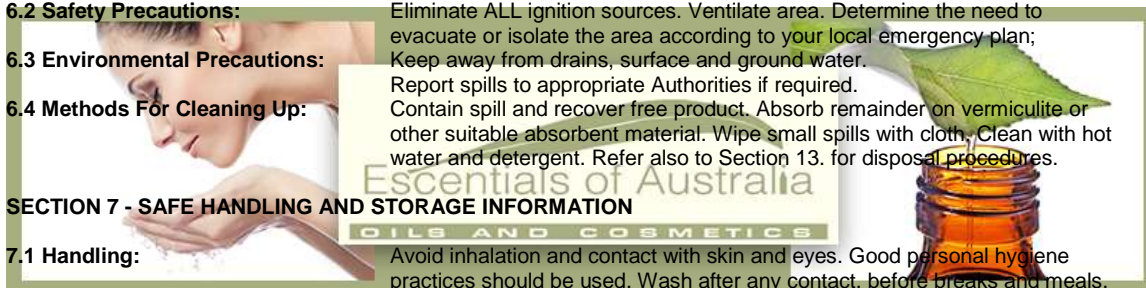 6.2 Safety Precautions: Eliminate ALL ignition sources. Ventilate area. Determine the need to
evacuate or isolate the area according to your local emergency plan;
6.3 Environmental Precautions: Keep away from drains, surface and ground water.
Report spills to appropriate Authorities if required.
6.4 Methods For Cleaning Up: Contain spill and recover free product. Absorb remainder on vermiculite or
other suitable absorbent material. Wipe small spills with cloth. Clean with hot
water and detergent. Refer also to Section 13. for disposal procedures.
Escentials of Australia
SECTION 7 - SAFE HANDLING AND STORAGE INFORMATION
OILS AND COSMETICS
7.1 Handling: Avoid inhalation and contact with skin and eyes. Good personal hygiene
practices should be used. Wash after any contact, before breaks and meals.